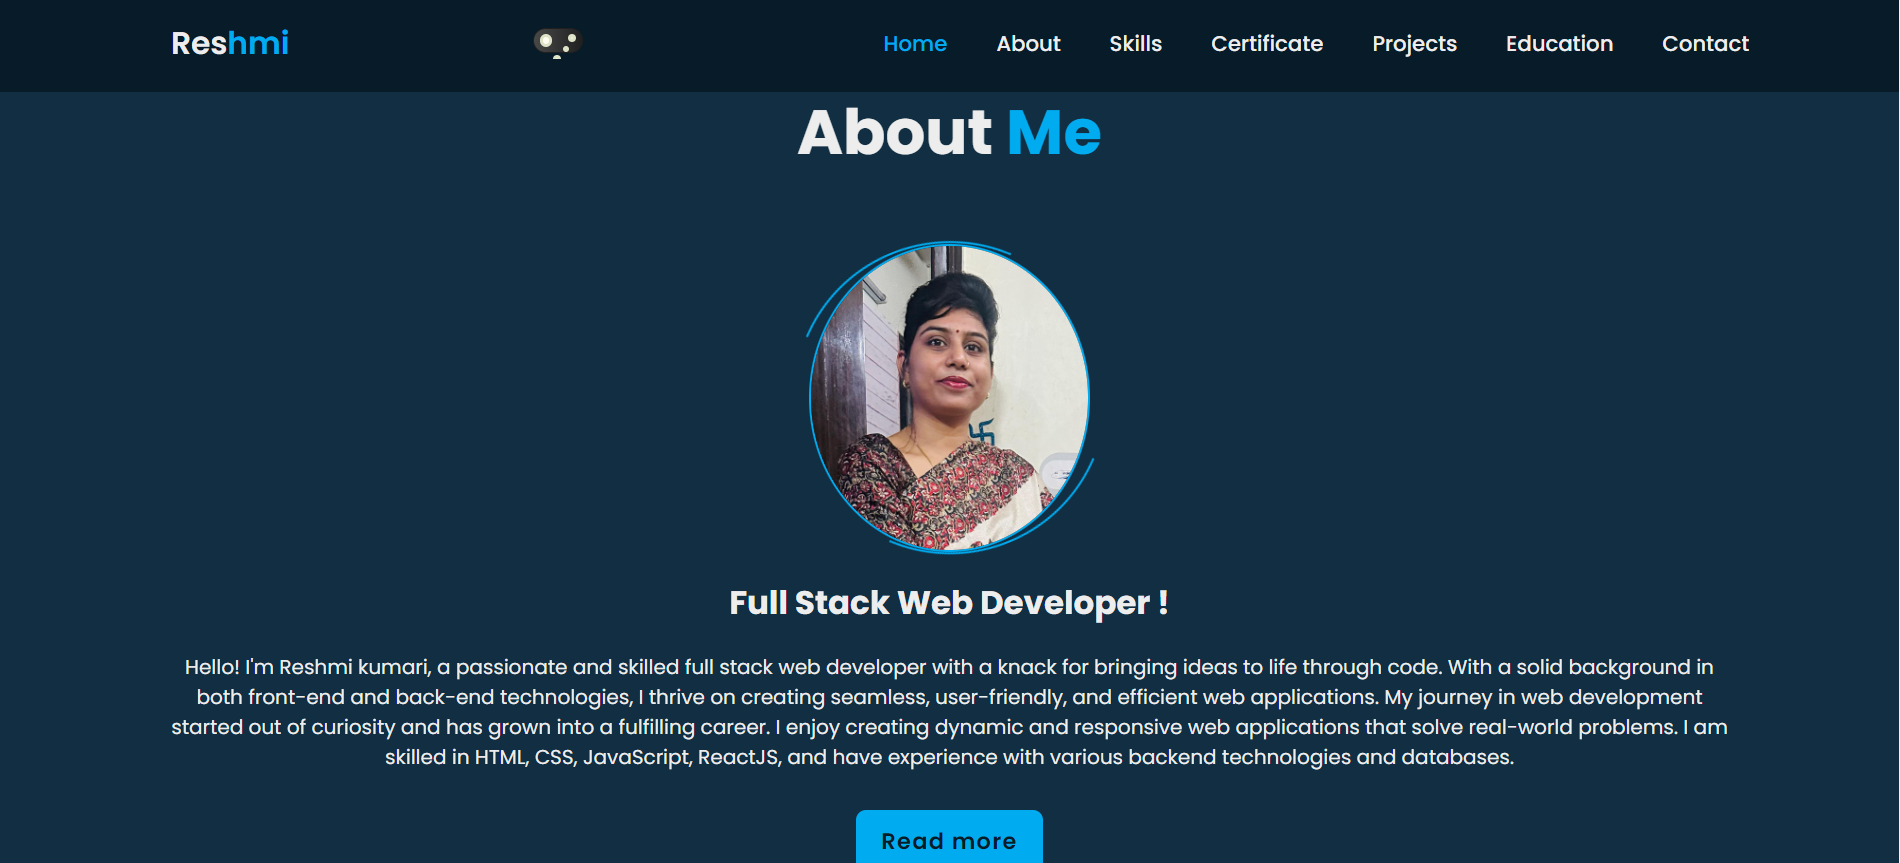 Reshmi
Home About Skills Certificate Projects Education Contact
About Me
Full Stack Web Developer !
Hello! I'm Reshmi kumari, a passionate and skilled full stack web developer with a knack for bringing ideas to life through code. With a solid background in
both front-end and back-end technologies, I thrive on creating seamless, user-friendly, and efficient web applications. My journey in web development
started out of curiosity and has grown into a fulfilling career. I enjoy creating dynamic and responsive web applications that solve real-world problems. I am
skilled in HTML, CSS, JavaScript, ReactJS, and have experience with various backend technologies and databases.
Read more